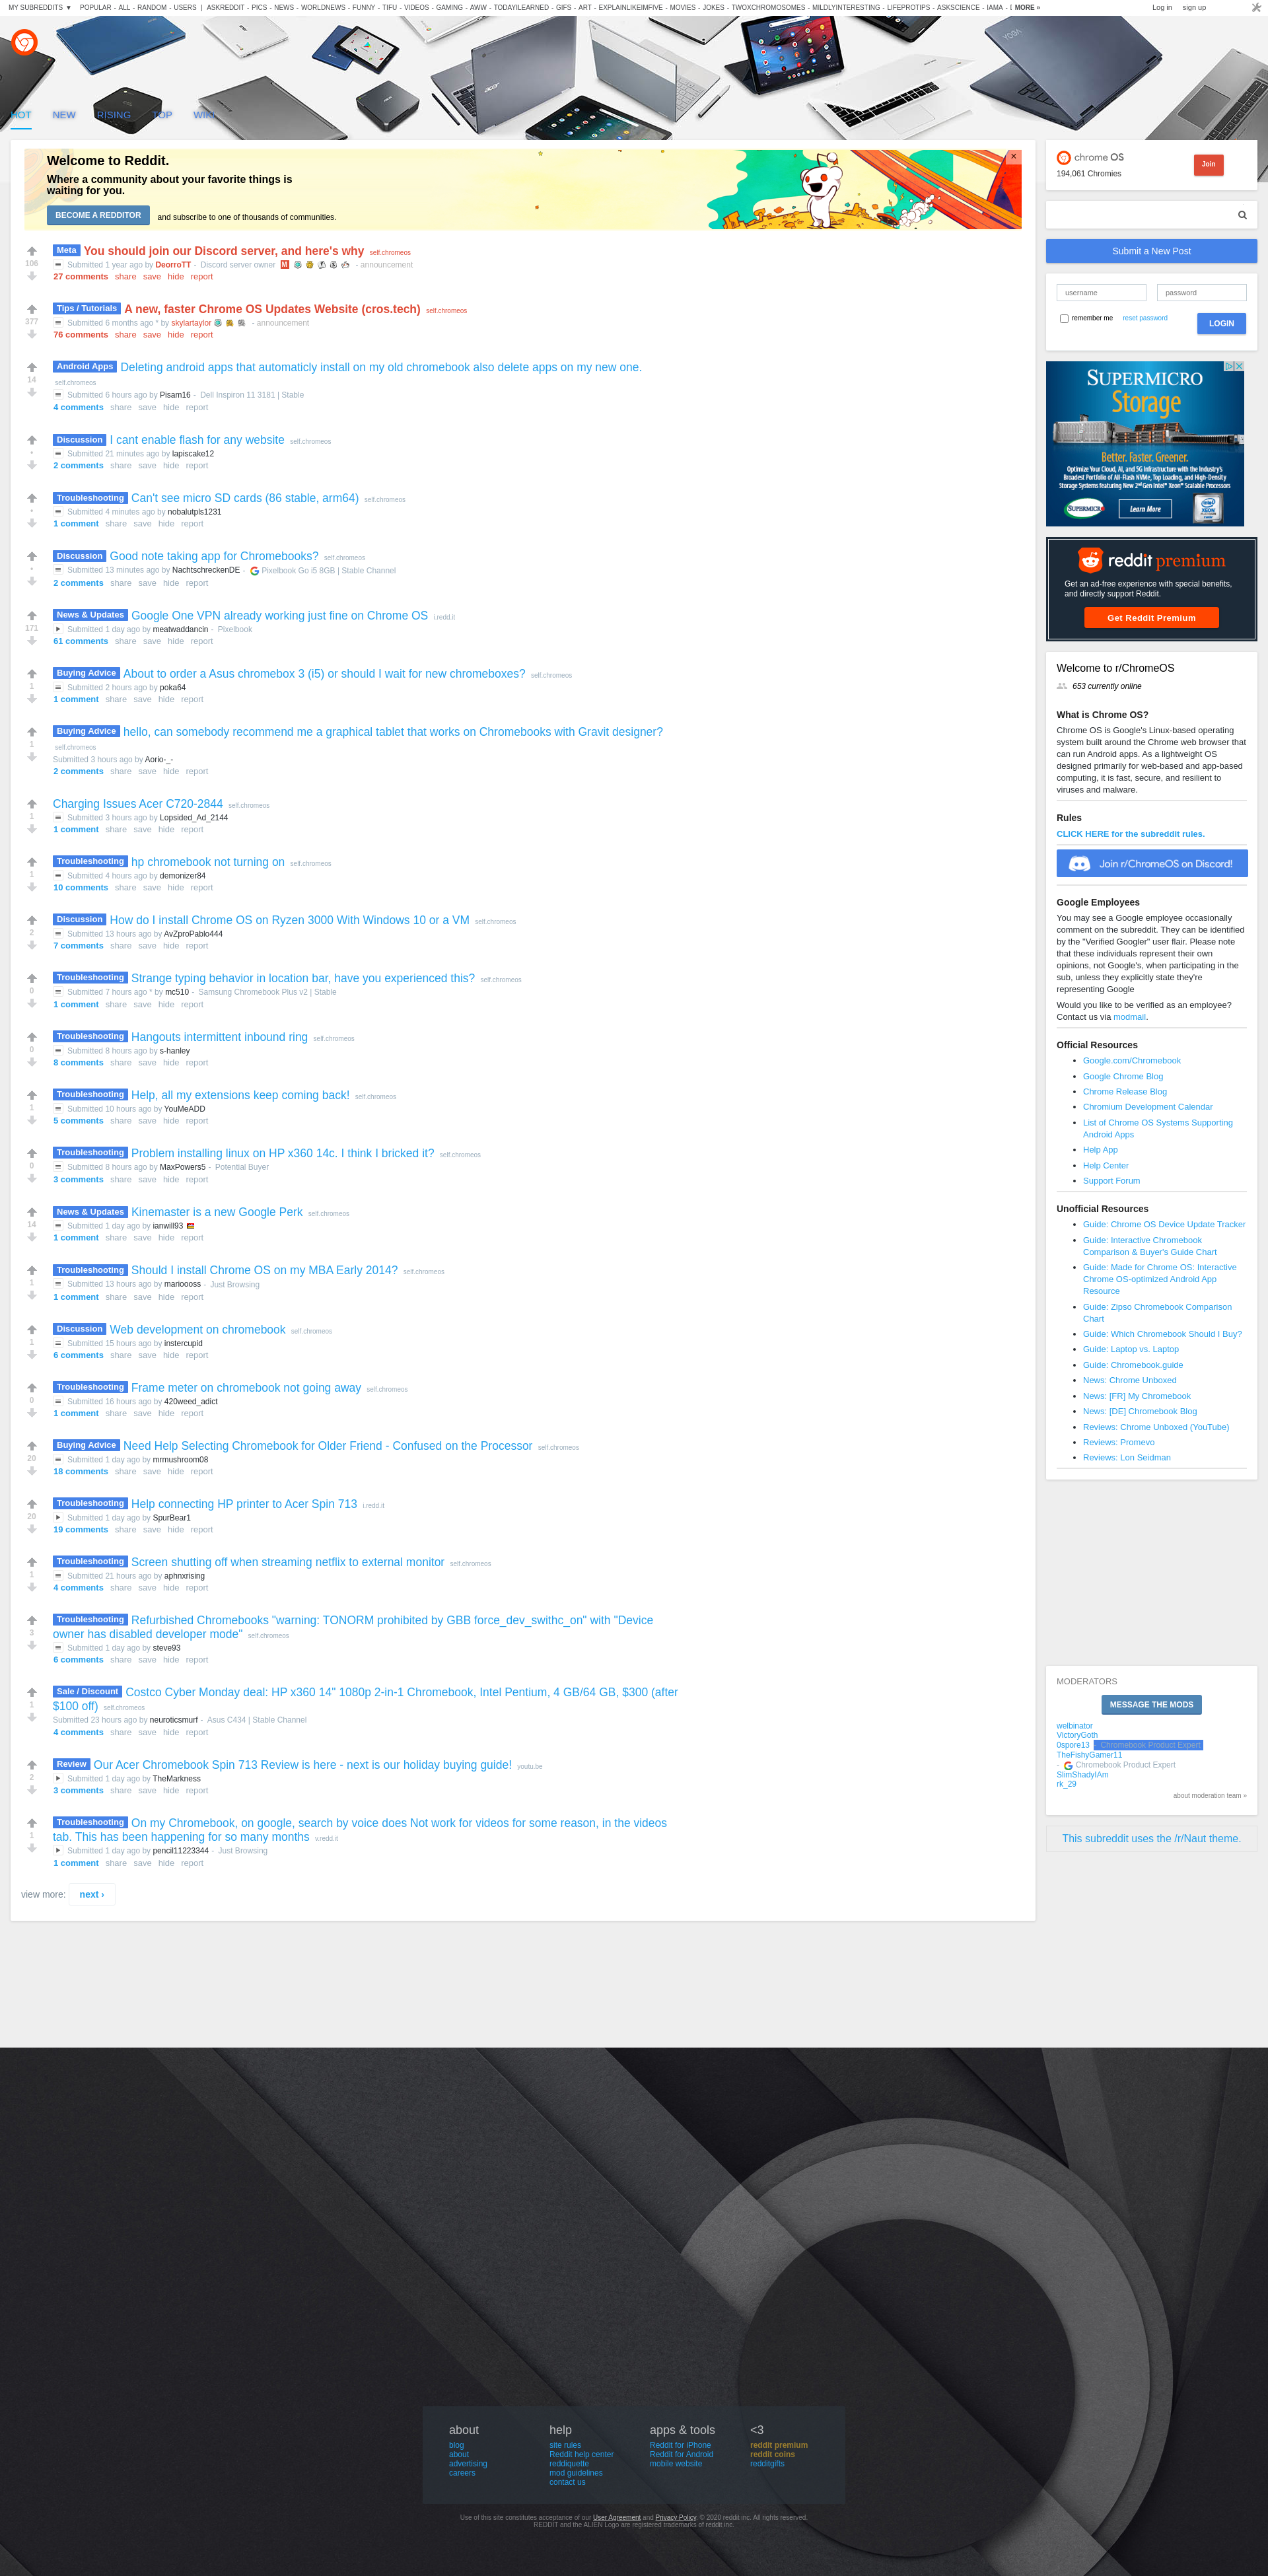 MY SUBREDDITS ▼ POPULAR - ALL - RANDOM - USERS | ASKREDDIT - PICS - NEWS - WORLDNEWS - FUNNY - TIFU - VIDEOS - GAMING - AWW - TODAYILEARNED - GIFS - ART - EXPLAINLIKEIMFIVE - MOVIES - JOKES - TWOXCHROMOSOMES - MILDLYINTERESTING - LIFEPROTIPS - ASKSCIENCE - IAMA - MORE »
Log in sign up
HOT NEW RISING TOP WIKI
Welcome to Reddit.
Where a community about your favorite things is
waiting for you.
BECOME A REDDITOR and subscribe to one of thousands of communities.
×
Meta You should join our Discord server, and here's why self.chromeos
106
Submitted 1 year ago by DeorroTT - Discord server owner - announcement
27 comments share save hide report
Tips / Tutorials A new, faster Chrome OS Updates Website (cros.tech) self.chromeos
377
Submitted 6 months ago * by skylartaylor - announcement
76 comments share save hide report
Android Apps Deleting android apps that automaticly install on my old chromebook also delete apps on my new one.
14
self.chromeos
Submitted 6 hours ago by Pisam16 - Dell Inspiron 11 3181 | Stable
4 comments share save hide report
Discussion I cant enable flash for any website self.chromeos
•
Submitted 21 minutes ago by lapiscake12
2 comments share save hide report
Troubleshooting Can't see micro SD cards (86 stable, arm64) self.chromeos
•
Submitted 4 minutes ago by nobalutpls1231
1 comment share save hide report
Discussion Good note taking app for Chromebooks? self.chromeos
•
Submitted 13 minutes ago by NachtschreckenDE - Pixelbook Go i5 8GB | Stable Channel
2 comments share save hide report
News & Updates Google One VPN already working just fine on Chrome OS i.redd.it
171
Submitted 1 day ago by meatwaddancin - Pixelbook
61 comments share save hide report
Buying Advice About to order a Asus chromebox 3 (i5) or should I wait for new chromeboxes? self.chromeos
1
Submitted 2 hours ago by poka64
1 comment share save hide report
Buying Advice hello, can somebody recommend me a graphical tablet that works on Chromebooks with Gravit designer?
1
self.chromeos
Submitted 3 hours ago by Aorio-_-
2 comments share save hide report
Charging Issues Acer C720-2844 self.chromeos
1
Submitted 3 hours ago by Lopsided_Ad_2144
1 comment share save hide report
Troubleshooting hp chromebook not turning on self.chromeos
1
Submitted 4 hours ago by demonizer84
10 comments share save hide report
Discussion How do I install Chrome OS on Ryzen 3000 With Windows 10 or a VM self.chromeos
2
Submitted 13 hours ago by AvZproPablo444
7 comments share save hide report
Troubleshooting Strange typing behavior in location bar, have you experienced this? self.chromeos
0
Submitted 7 hours ago * by mc510 - Samsung Chromebook Plus v2 | Stable
1 comment share save hide report
Troubleshooting Hangouts intermittent inbound ring self.chromeos
0
Submitted 8 hours ago by s-hanley
8 comments share save hide report
Troubleshooting Help, all my extensions keep coming back! self.chromeos
1
Submitted 10 hours ago by YouMeADD
5 comments share save hide report
Troubleshooting Problem installing linux on HP x360 14c. I think I bricked it? self.chromeos
0
Submitted 8 hours ago by MaxPowers5 - Potential Buyer
3 comments share save hide report
News & Updates Kinemaster is a new Google Perk self.chromeos
14
Submitted 1 day ago by ianwill93
1 comment share save hide report
Troubleshooting Should I install Chrome OS on my MBA Early 2014? self.chromeos
1
Submitted 13 hours ago by marioooso - Just Browsing
1 comment share save hide report
Discussion Web development on chromebook self.chromeos
1
Submitted 15 hours ago by instercupid
6 comments share save hide report
Troubleshooting Frame meter on chromebook not going away self.chromeos
0
Submitted 16 hours ago by 420weed_adict
1 comment share save hide report
Buying Advice Need Help Selecting Chromebook for Older Friend - Confused on the Processor self.chromeos
20
Submitted 1 day ago by mrmushroom08
18 comments share save hide report
Troubleshooting Help connecting HP printer to Acer Spin 713 i.redd.it
20
Submitted 1 day ago by SpurBear1
19 comments share save hide report
Troubleshooting Screen shutting off when streaming netflix to external monitor self.chromeos
1
Submitted 21 hours ago by aphnxrising
4 comments share save hide report
Troubleshooting Refurbished Chromebooks "warning: TONORM prohibited by GBB force_dev_swithc_on" with "Device
3
owner has disabled developer mode" self.chromeos
Submitted 1 day ago by steve93
6 comments share save hide report
Sale / Discount Costco Cyber Monday deal: HP x360 14" 1080p 2-in-1 Chromebook, Intel Pentium, 4 GB/64 GB, $300 (after
1
$100 off) self.chromeos
Submitted 23 hours ago by neuroticsmurf - Asus C434 | Stable Channel
4 comments share save hide report
Review Our Acer Chromebook Spin 713 Review is here - next is our holiday buying guide! youtu.be
2
Submitted 1 day ago by TheMarkness
3 comments share save hide report
Troubleshooting On my Chromebook, on google, search by voice does Not work for videos for some reason, in the videos
1
tab. This has been happening for so many months v.redd.it
Submitted 1 day ago by pencil11223344 - Just Browsing
1 comment share save hide report
view more: next ›
chrome OS
194,061 Chromies
Join
Submit a New Post
username password
remember me reset password LOGIN
SUPERMICRO
Storage
Better. Faster. Greener.
Optimize Your Cloud, AI, and 5G Infrastructure with the Industry's
Broadest Portfolio of All-Flash NVMe, Top Loading, and High-Density
Storage Systems featuring New 2nd Gen Intel® Xeon® Scalable Processors
SUPERMICR Learn More intel XEON
reddit premium
Get an ad-free experience with special benefits,
and directly support Reddit.
Get Reddit Premium
Welcome to r/ChromeOS
653 currently online
What is Chrome OS?
Chrome OS is Google's Linux-based operating
system built around the Chrome web browser that
can run Android apps. As a lightweight OS
designed primarily for web-based and app-based
computing, it is fast, secure, and resilient to
viruses and malware.
Rules
CLICK HERE for the subreddit rules.
Join r/ChromeOS on Discord!
Google Employees
You may see a Google employee occasionally
comment on the subreddit. They can be identified
by the "Verified Googler" user flair. Please note
that these individuals represent their own
opinions, not Google's, when participating in the
sub, unless they explicitly state they're
representing Google
Would you like to be verified as an employee?
Contact us via modmail.
Official Resources
Google.com/Chromebook
Google Chrome Blog
Chrome Release Blog
Chromium Development Calendar
List of Chrome OS Systems Supporting
Android Apps
Help App
Help Center
Support Forum
Unofficial Resources
Guide: Chrome OS Device Update Tracker
Guide: Interactive Chromebook
Comparison & Buyer's Guide Chart
Guide: Made for Chrome OS: Interactive
Chrome OS-optimized Android App
Resource
Guide: Zipso Chromebook Comparison
Chart
Guide: Which Chromebook Should I Buy?
Guide: Laptop vs. Laptop
Guide: Chromebook.guide
News: Chrome Unboxed
News: [FR] My Chromebook
News: [DE] Chromebook Blog
Reviews: Chrome Unboxed (YouTube)
Reviews: Promevo
Reviews: Lon Seidman
MODERATORS
MESSAGE THE MODS
welbinator
VictoryGoth
0spore13 - Chromebook Product Expert
TheFishyGamer11
- Chromebook Product Expert
SlimShadyIAm
rk_29
about moderation team »
This subreddit uses the /r/Naut theme.
about
blog
about
advertising
careers
help
site rules
Reddit help center
reddiquette
mod guidelines
contact us
apps & tools
Reddit for iPhone
Reddit for Android
mobile website
<3
reddit premium
reddit coins
redditgifts
Use of this site constitutes acceptance of our User Agreement and Privacy Policy. © 2020 reddit inc. All rights reserved.
REDDIT and the ALIEN Logo are registered trademarks of reddit inc.